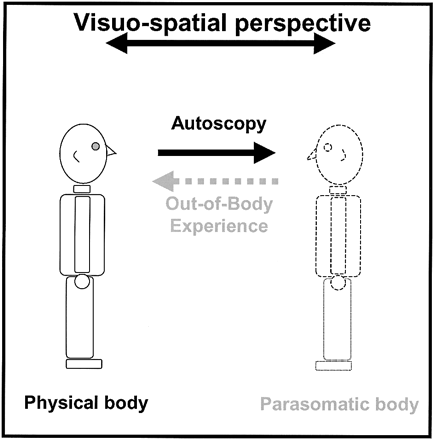 Visuo-spatial perspective
Autoscopy
Out-of-Body
Experience
Physical body
Parasomatic body